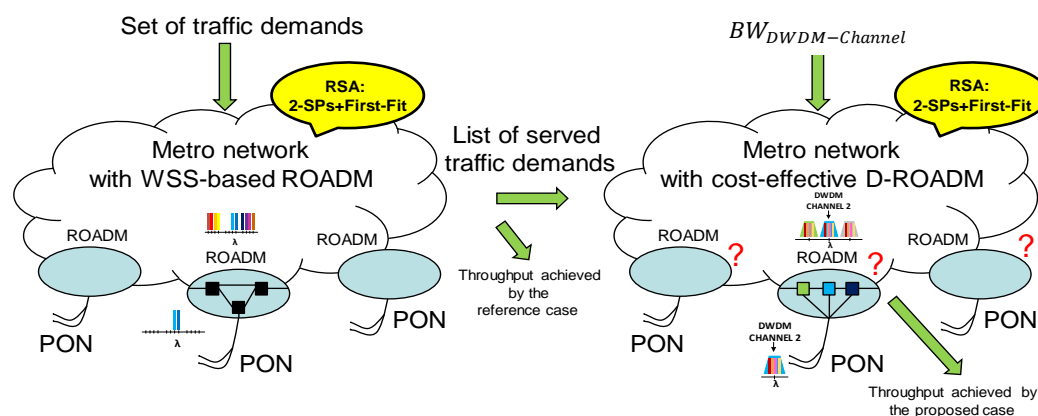 Set of traffic demands
RSA:
2-SPs+First-Fit
Metro network
with WSS-based ROADM
λ
ROADM
ROADM
ROADM
λ
PON
PON
PON
List of served
traffic demands
Throughput achieved
by the
reference case
BW_{DWDM-Channel}
RSA:
2-SPs+First-Fit
Metro network
with cost-effective D-ROADM
DWDM
CHANNEL 2
λ
ROADM
?
ROADM
?
ROADM
?
DWDM
CHANNEL 2
λ
PON
PON
PON
Throughput achieved by
the proposed case